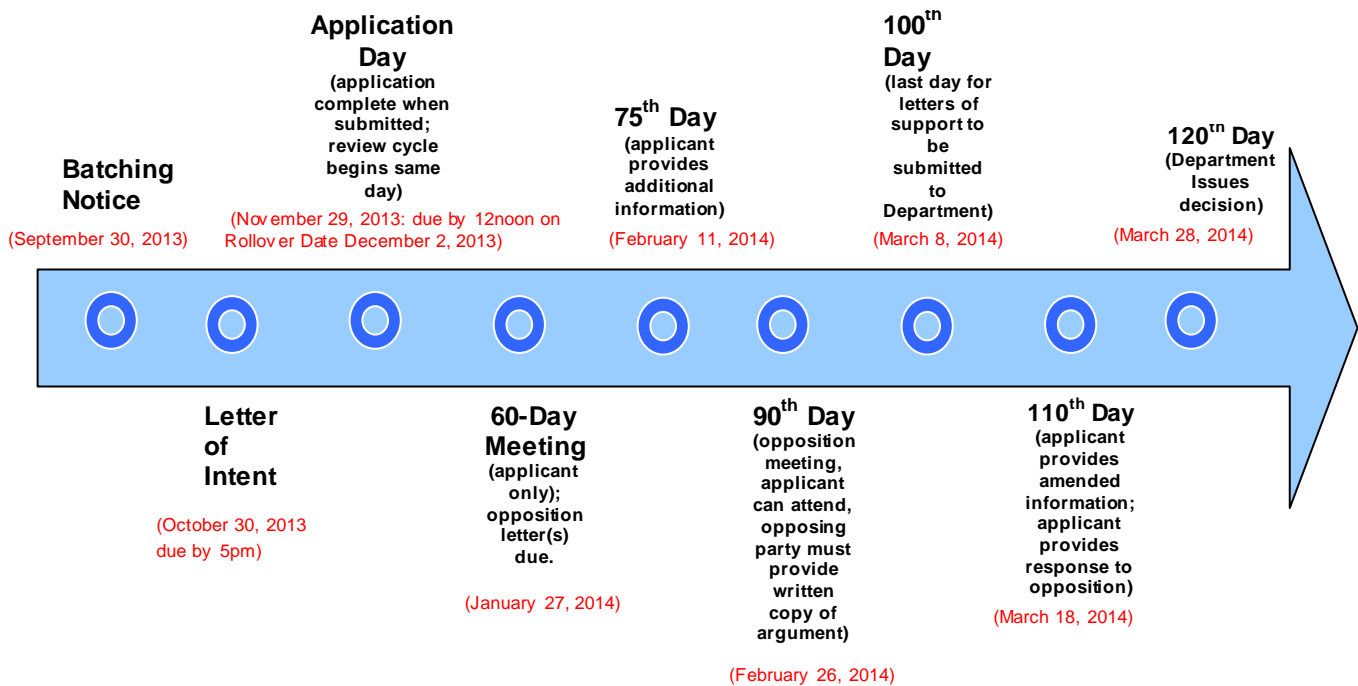 Batching
Notice
(September 30, 2013)
Letter
of
Intent
(October 30, 2013
due by 5pm)
Application
Day
(application
complete when
submitted;
review cycle
begins same
day)
(November 29, 2013: due by 12noon on
Rollover Date December 2, 2013)
60-Day
Meeting
(applicant
only);
opposition
letter(s)
due.
(January 27, 2014)
75th Day
(applicant
provides
additional
information)
(February 11, 2014)
90th Day
(opposition
meeting,
applicant
can attend,
opposing
party must
provide
written
copy of
argument)
(February 26, 2014)
100th
Day
(last day for
letters of
support to
be
submitted
to
Department)
(March 8, 2014)
110th Day
(applicant
provides
amended
information;
applicant
provides
response to
opposition)
(March 18, 2014)
120th Day
(Department
Issues
decision)
(March 28, 2014)